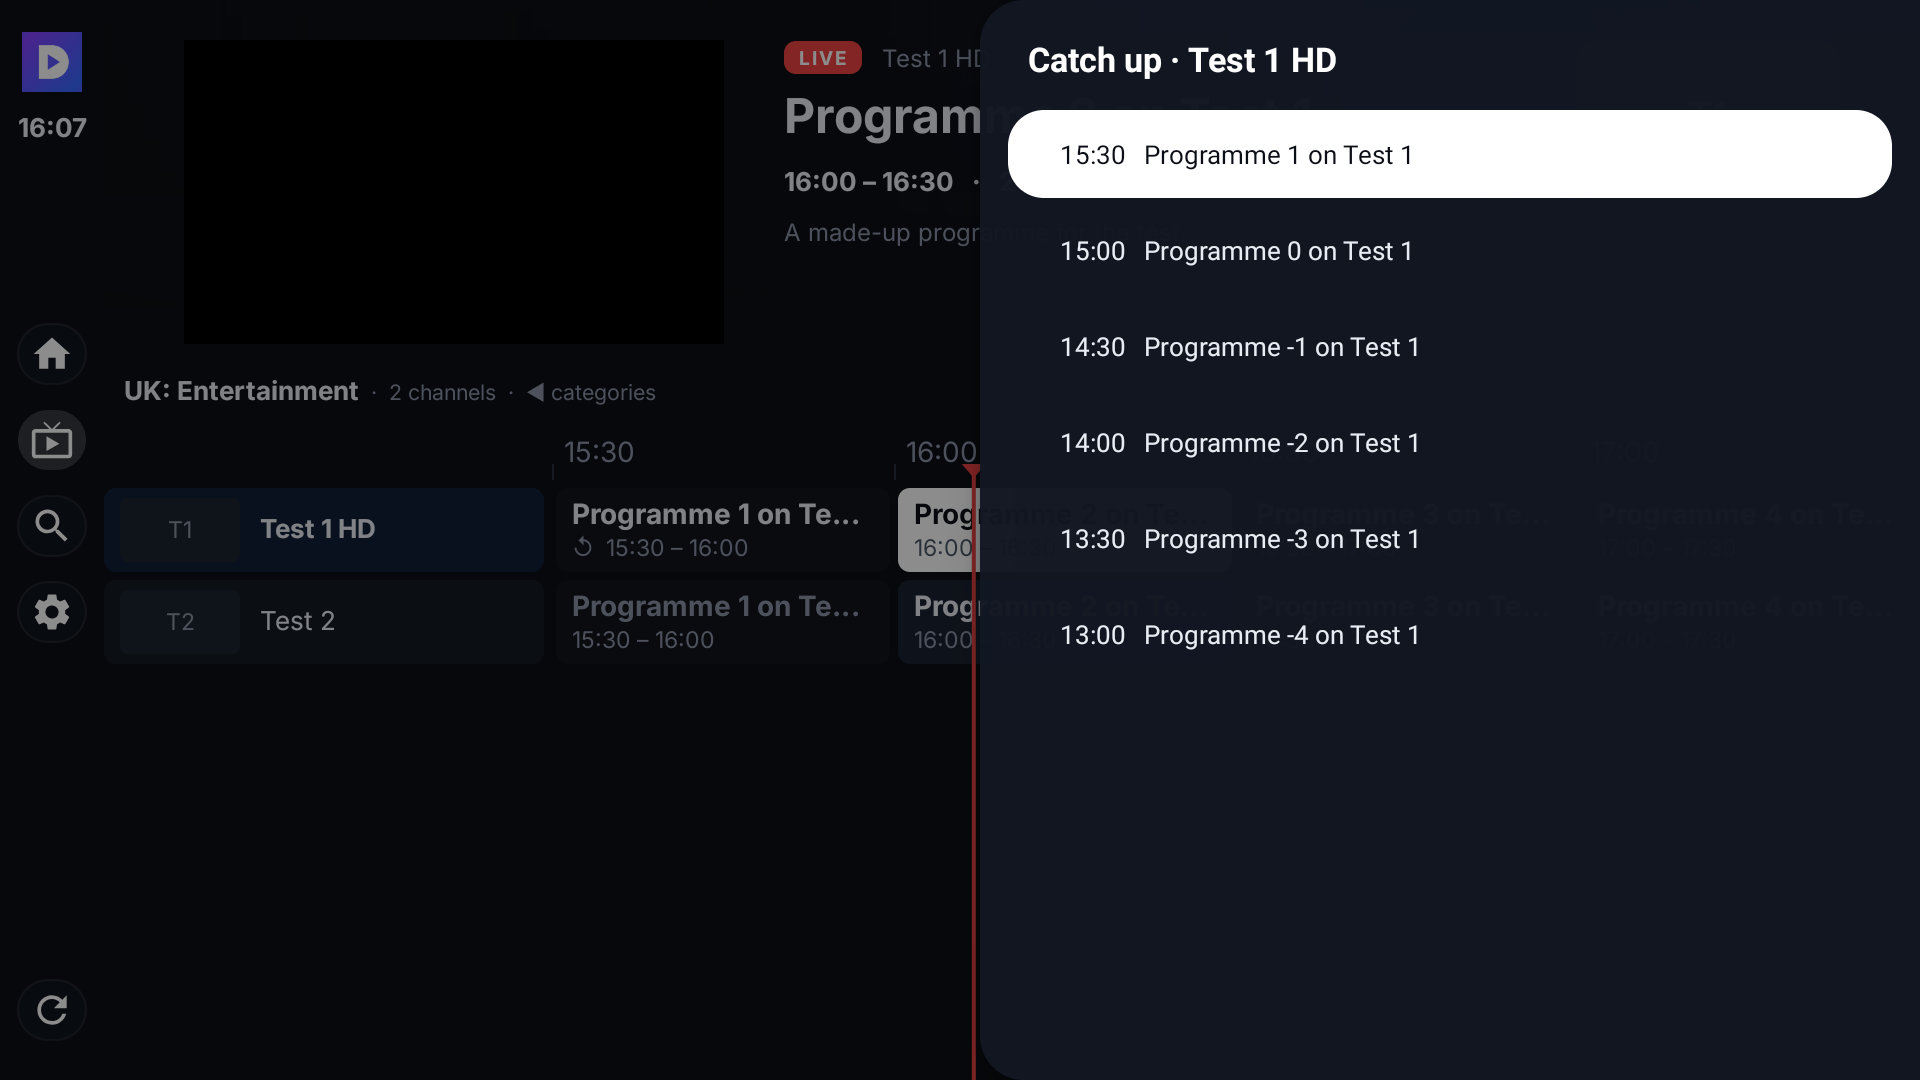 16:07
LIVE Test 1 HD
Programm
16:00 – 16:30 ·
A made-up progr
UK: Entertainment · 2 channels · ◀ categories
15:30 16:00
T1 Test 1 HD Programme 1 on Te... Prog
15:30 – 16:00 16:00
T2 Test 2 Programme 1 on Te... Prog
15:30 – 16:00 16:00
Catch up · Test 1 HD
15:30 Programme 1 on Test 1
15:00 Programme 0 on Test 1
14:30 Programme -1 on Test 1
14:00 Programme -2 on Test 1
13:30 Programme -3 on Test 1
13:00 Programme -4 on Test 1